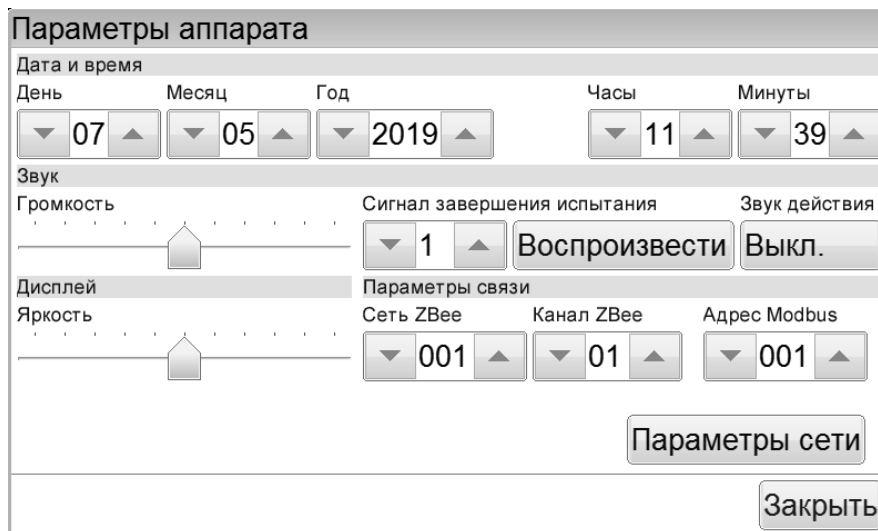 Параметры аппарата
Дата и время
День Месяц Год Часы Минуты
07 05 2019 11 39
Звук
Громкость Сигнал завершения испытания Звук действия
1 Воспроизвести Выкл.
Дисплей Параметры связи
Яркость Сеть ZBee Канал ZBee Адрес Modbus
001 01 001
Параметры сети
Закрыть